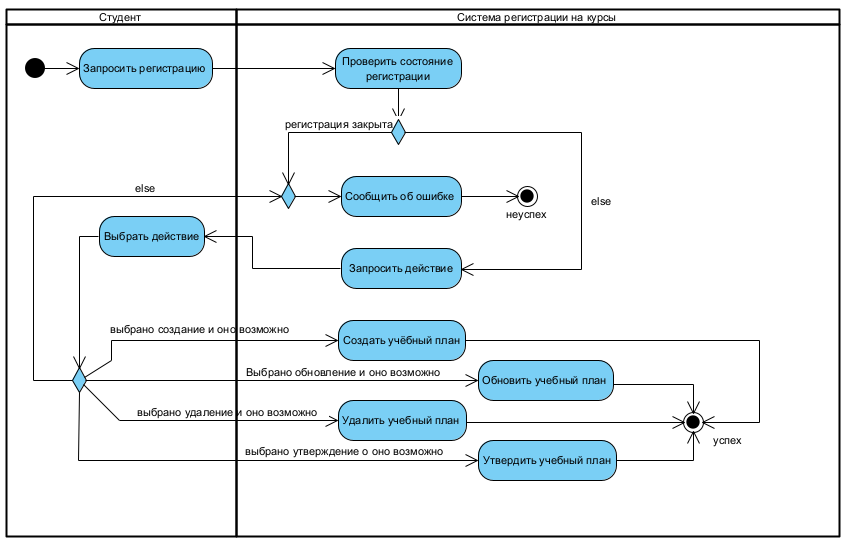 Студент
Система регистрации на курсы
Запросить регистрацию
Проверить состояние
регистрации
регистрация закрыта
else
Сообщить об ошибке
неуспех
else
Выбрать действие
Запросить действие
выбрано создание и оно возможно
Создать учёбный план
Выбрано обновление и оно возможно
Обновить учебный план
выбрано удаление и оно возможно
Удалить учебный план
успех
выбрано утверждение о оно возможно
Утвердить учебный план